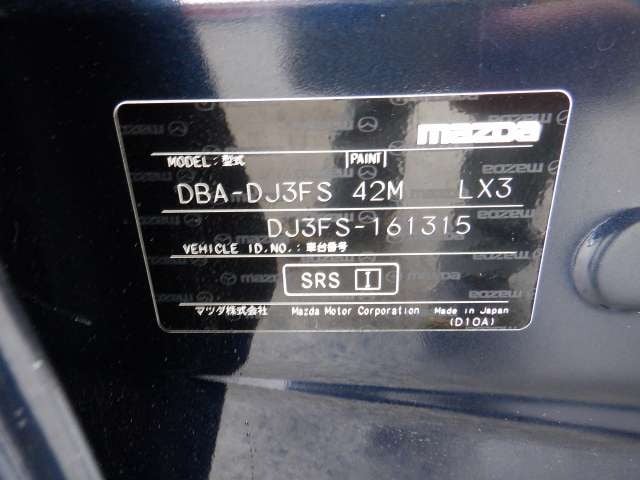 mazda
MODEL:型式 PAINT
DBA-DJ3FS 42M LX3
DJ3FS-161315
VEHICLE ID.NO.:車台番号
SRS I
マツダ株式会社 Mazda Motor Corporation Made in Japan
(D10A)